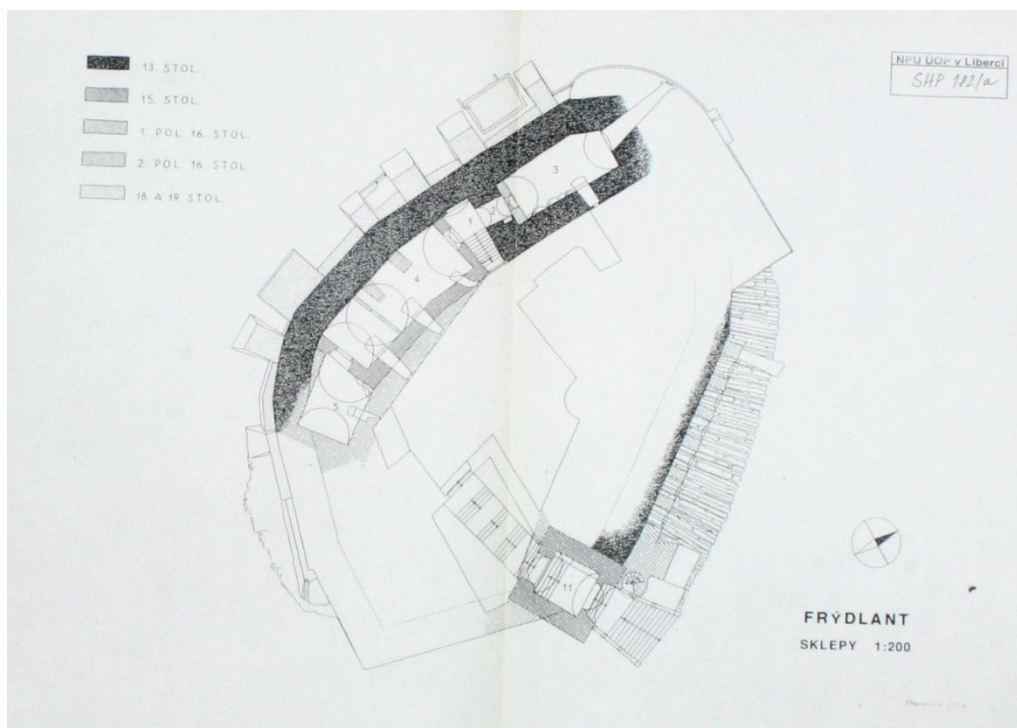 13. STOL.
15. STOL.
1. POL. 16. STOL.
2. POL. 16 STOL.
18. A 19. STOL.
NPÚ ÚOP v Liberci
SHP 182/a
3
2
1
4
5
11
FRÝDLANT
SKLEPY 1:200